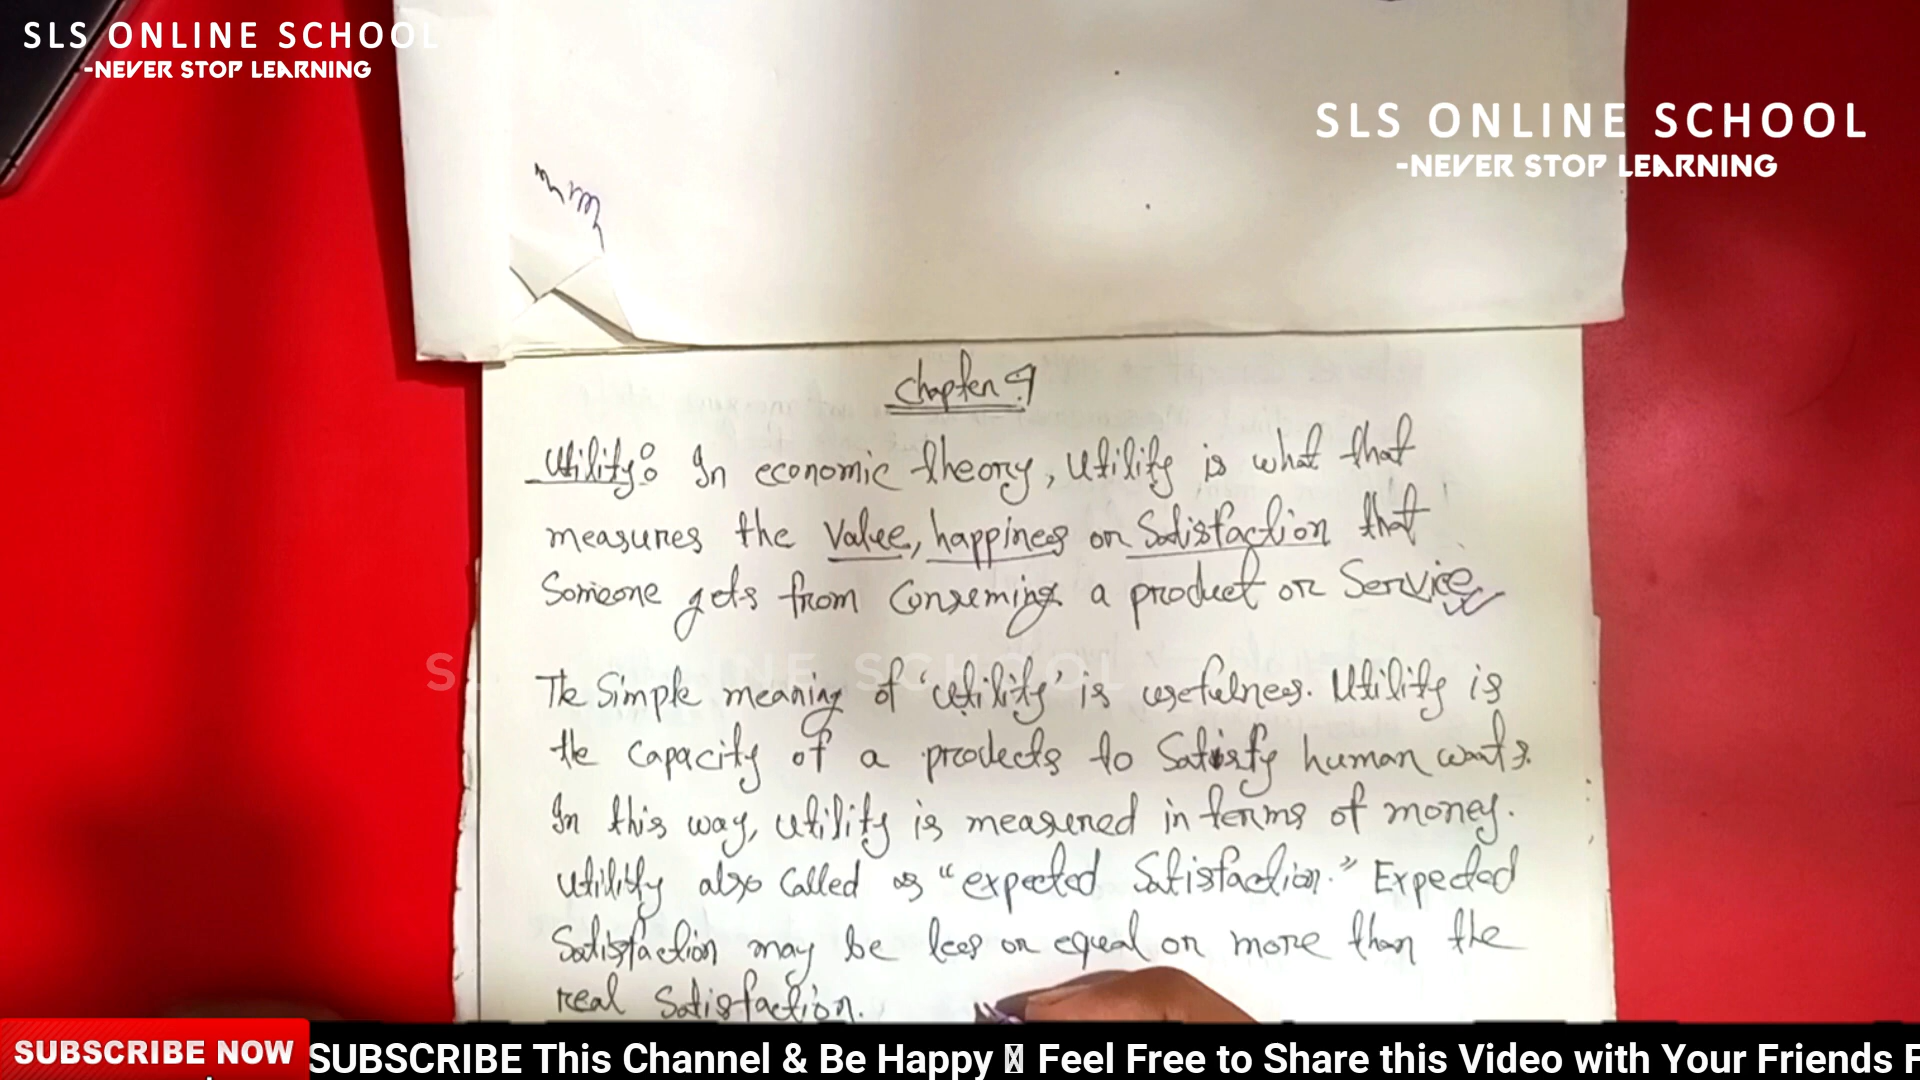 SLS ONLINE SCHOOL
-NEVER STOP LEARNING
SLS ONLINE SCHOOL
-NEVER STOP LEARNING
Chapter
Utility: In economic theory, Utility is what that
measures the Value, happiness or Satisfaction that
Someone gets from Consuming a product or Service
The Simple meaning of 'Utility' is usefulness. Utility is
the Capacity of a products to Satisfy human wants.
In this way, Utility is measured in terms of money.
Utility also Called as "expected Satisfaction." Expected
Satisfaction may be less or equal or more than the
real Satisfaction.
SUBSCRIBE NOW
SUBSCRIBE This Channel & Be Happy Feel Free to Share this Video with Your Friends F